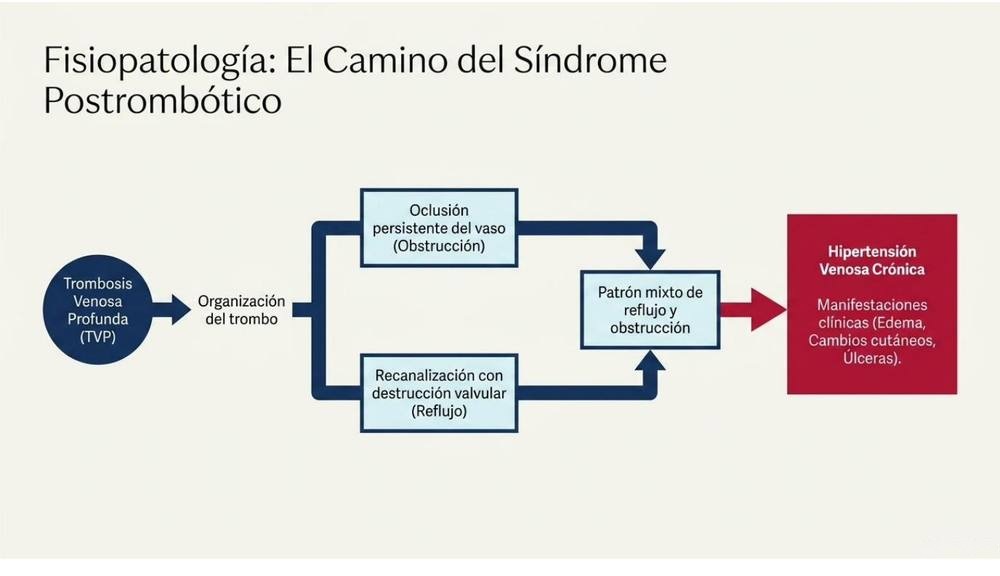 Fisiopatología: El Camino del Síndrome
Postrombótico
Trombosis
Venosa
Profunda
(TVP)
Organización
del trombo
Oclusión
persistente del vaso
(Obstrucción)
Recanalización con
destrucción valvular
(Reflujo)
Patrón mixto de
reflujo y
obstrucción
Hipertensión
Venosa Crónica
Manifestaciones
clínicas (Edema,
Cambios cutáneos,
Úlceras).